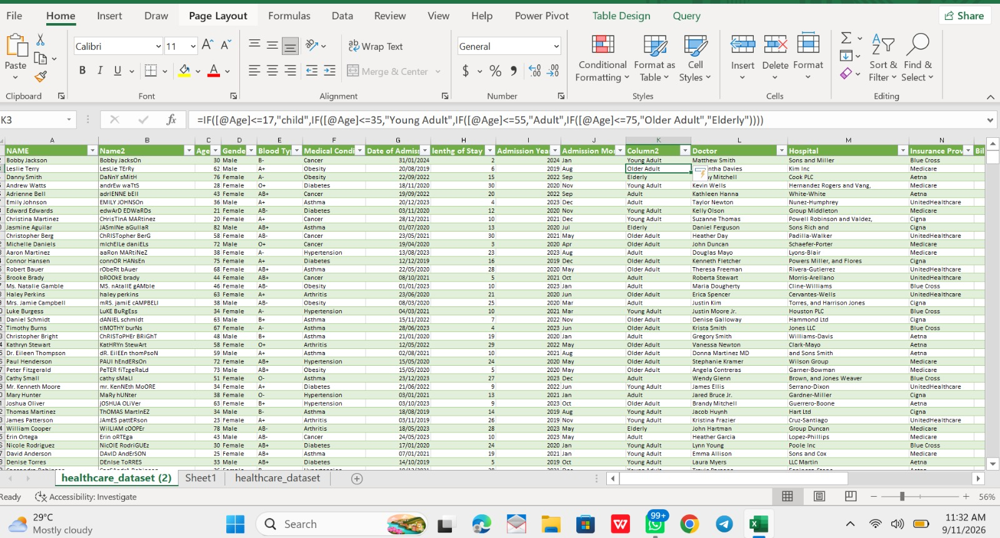 File Home Insert Draw Page Layout Formulas Data Review View Help Power Pivot Table Design Query Share
Calibri 11 A A ab Wrap Text General
Paste B I U A Merge & Center $ % , .00 .00
Conditional Formatting Format as Table Cell Styles Insert Delete Format Sort & Filter Find & Select
Clipboard Font Alignment Number Styles Cells Editing
K3 fx =IF([@Age]<=17,"child",IF([@Age]<=35,"Young Adult",IF([@Age]<=55,"Adult",IF([@Age]<=75,"Older Adult","Elderly"))))
A B C D E F G H I J K L M N
NAME Name2 Age Gende Blood Ty Medical Condi Date of Admiss lenthg of Stay Admission Yea Admission Mo Column2 Doctor Hospital Insurance Prov Bil
Bobby Jackson Bobby JacksOn 30 Male B- Cancer 31/01/2024 2 2024 Jan Young Adult Matthew Smith Sons and Miller Blue Cross
Leslie Terry LesLie TErRy 62 Male A+ Obesity 20/08/2019 6 2019 Aug Older Adult ntha Davies Kim Inc Medicare
Danny Smith DaNnY sMitH 76 Female A- Obesity 22/09/2022 15 2022 Sep Elderly y Mitchell Cook PLC Aetna
Andrew Watts andrEw waTtS 28 Female O+ Diabetes 18/11/2020 30 2020 Nov Young Adult Kevin Wells Hernandez Rogers and Vang, Medicare
Adrienne Bell adrIENNE bEll 43 Female AB+ Cancer 19/09/2022 20 2022 Sep Adult Kathleen Hanna White-White Aetna
Emily Johnson EMILY JOHNSOn 36 Male A+ Asthma 20/12/2023 4 2023 Dec Adult Taylor Newton Nunez-Humphrey UnitedHealthcare
Edward Edwards edwArD EDWaRDs 21 Female AB- Diabetes 03/11/2020 12 2020 Nov Young Adult Kelly Olson Group Middleton Medicare
Christina Martinez CHrisTInA MARtinez 20 Female A+ Cancer 28/12/2021 10 2021 Dec Young Adult Suzanne Thomas Powell Robinson and Valdez, Cigna
Jasmine Aguilar JASmINe aGuIlaR 82 Male AB+ Asthma 01/07/2020 13 2020 Jul Elderly Daniel Ferguson Sons Rich and Cigna
Christopher Berg ChRISTopher BerG 58 Female AB- Cancer 23/05/2021 30 2021 May Older Adult Heather Day Padilla-Walker UnitedHealthcare
Michelle Daniels mIchElLe daniELs 72 Male O+ Cancer 19/04/2020 3 2020 Apr Older Adult John Duncan Schaefer-Porter Medicare
Aaron Martinez aaRon MARtiNeZ 38 Female A- Hypertension 13/08/2023 23 2023 Aug Adult Douglas Mayo Lyons-Blair Medicare
Connor Hansen connOR HANsEn 75 Female A+ Diabetes 12/12/2019 16 2019 Dec Older Adult Kenneth Fletcher Powers Miller, and Flores Cigna
Robert Bauer rObeRt bAuer 68 Female AB+ Asthma 22/05/2020 28 2020 May Older Adult Theresa Freeman Rivera-Gutierrez UnitedHealthcare
Brooke Brady bROOkE brady 44 Female AB+ Cancer 08/10/2021 5 2021 Oct Adult Roberta Stewart Morris-Arellano UnitedHealthcare
Ms. Natalie Gamble MS. nAtalIE gAMble 46 Female AB- Obesity 01/01/2023 10 2023 Jan Adult Maria Dougherty Cline-Williams Blue Cross
Haley Perkins haley perkins 63 Female A+ Arthritis 23/06/2020 21 2020 Jun Older Adult Erica Spencer Cervantes-Wells UnitedHealthcare
Mrs. Jamie Campbell mRS. jamiE cAMPBEl 38 Male AB- Obesity 08/03/2020 25 2020 Mar Adult Justin Kim Torres, and Harrison Jones Cigna
Luke Burgess LuKE BuRgEss 34 Female A- Hypertension 04/03/2021 10 2021 Mar Young Adult Justin Moore Jr. Houston PLC Blue Cross
Daniel Schmidt dANIEL schmIdt 63 Male B+ Asthma 15/11/2022 7 2022 Nov Older Adult Denise Galloway Hammond Ltd Cigna
Timothy Burns tIMOTHY burNs 67 Female A- Asthma 28/06/2023 4 2023 Jun Older Adult Krista Smith Jones LLC Blue Cross
Christopher Bright ChRISToPHEr BRiGhT 48 Male B+ Asthma 21/01/2020 19 2020 Jan Adult Gregory Smith Williams-Davis Aetna
Kathryn Stewart KatHRYn StewArt 58 Female O+ Arthritis 12/05/2022 29 2022 May Older Adult Vanessa Newton Clark-Mayo Aetna
Dr. Eileen Thompson dR. EilEEn thomPsoN 59 Male A+ Asthma 02/08/2021 10 2021 Aug Older Adult Donna Martinez MD and Sons Smith Aetna
Paul Henderson PAUl hEndERsOn 72 Female AB+ Hypertension 15/05/2020 24 2020 May Older Adult Stephanie Kramer Wilson Group Medicare
Peter Fitzgerald PeTER fiTzgeRaLd 73 Male AB+ Obesity 15/05/2020 5 2020 May Older Adult Angela Contreras Garner-Bowman Medicare
Cathy Small cathy sMaLl 51 Female O- Asthma 23/12/2023 27 2023 Dec Adult Wendy Glenn Brown, and Jones Weaver Blue Cross
Mr. Kenneth Moore mr. KenNEth MoORE 34 Female A+ Diabetes 21/06/2022 9 2022 Jun Young Adult James Ellis Serrano-Dixon UnitedHealthcare
Mary Hunter MaRy hUNter 38 Female O- Hypertension 03/01/2021 13 2021 Jan Adult Jared Bruce Jr. Gardner-Miller Cigna
Joshua Oliver jOSHUA OLiVer 63 Female B+ Hypertension 03/10/2023 9 2023 Oct Older Adult Brandy Mitchell Guerrero-Boone Aetna
Thomas Martinez ThOMAS MartInEZ 34 Male B- Asthma 18/08/2019 14 2019 Aug Young Adult Jacob Huynh Hart Ltd Cigna
James Patterson JAmES pattERson 23 Female A+ Arthritis 03/11/2019 26 2019 Nov Young Adult Kristina Frazier Cruz-Santiago UnitedHealthcare
William Cooper WiLLIAM cOOPEr 78 Male AB- Arthritis 18/05/2023 28 2023 May Elderly John Hartman Group Duncan Medicare
Erin Ortega Erin oRTEga 43 Male AB- Cancer 24/05/2023 10 2023 May Adult Heather Garcia Lopez-Phillips Medicare
Nicole Rodriguez NicOlE RodriGUEz 30 Female AB+ Diabetes 17/01/2020 24 2020 Jan Young Adult Lynn Young Poole Inc Blue Cross
David Anderson DAvID AndErSON 25 Female AB+ Asthma 07/01/2021 19 2021 Jan Young Adult Emma Allison Sons and Cox Medicare
Denise Torres DEnIse ToRRES 33 Male AB+ Diabetes 14/10/2019 5 2019 Oct Young Adult Laura Myers LLC Martin Aetna
healthcare_dataset (2) Sheet1 healthcare_dataset
Ready Accessibility: Investigate 56%
29°C
Mostly cloudy
Search
99+
11:32 AM
9/11/2026